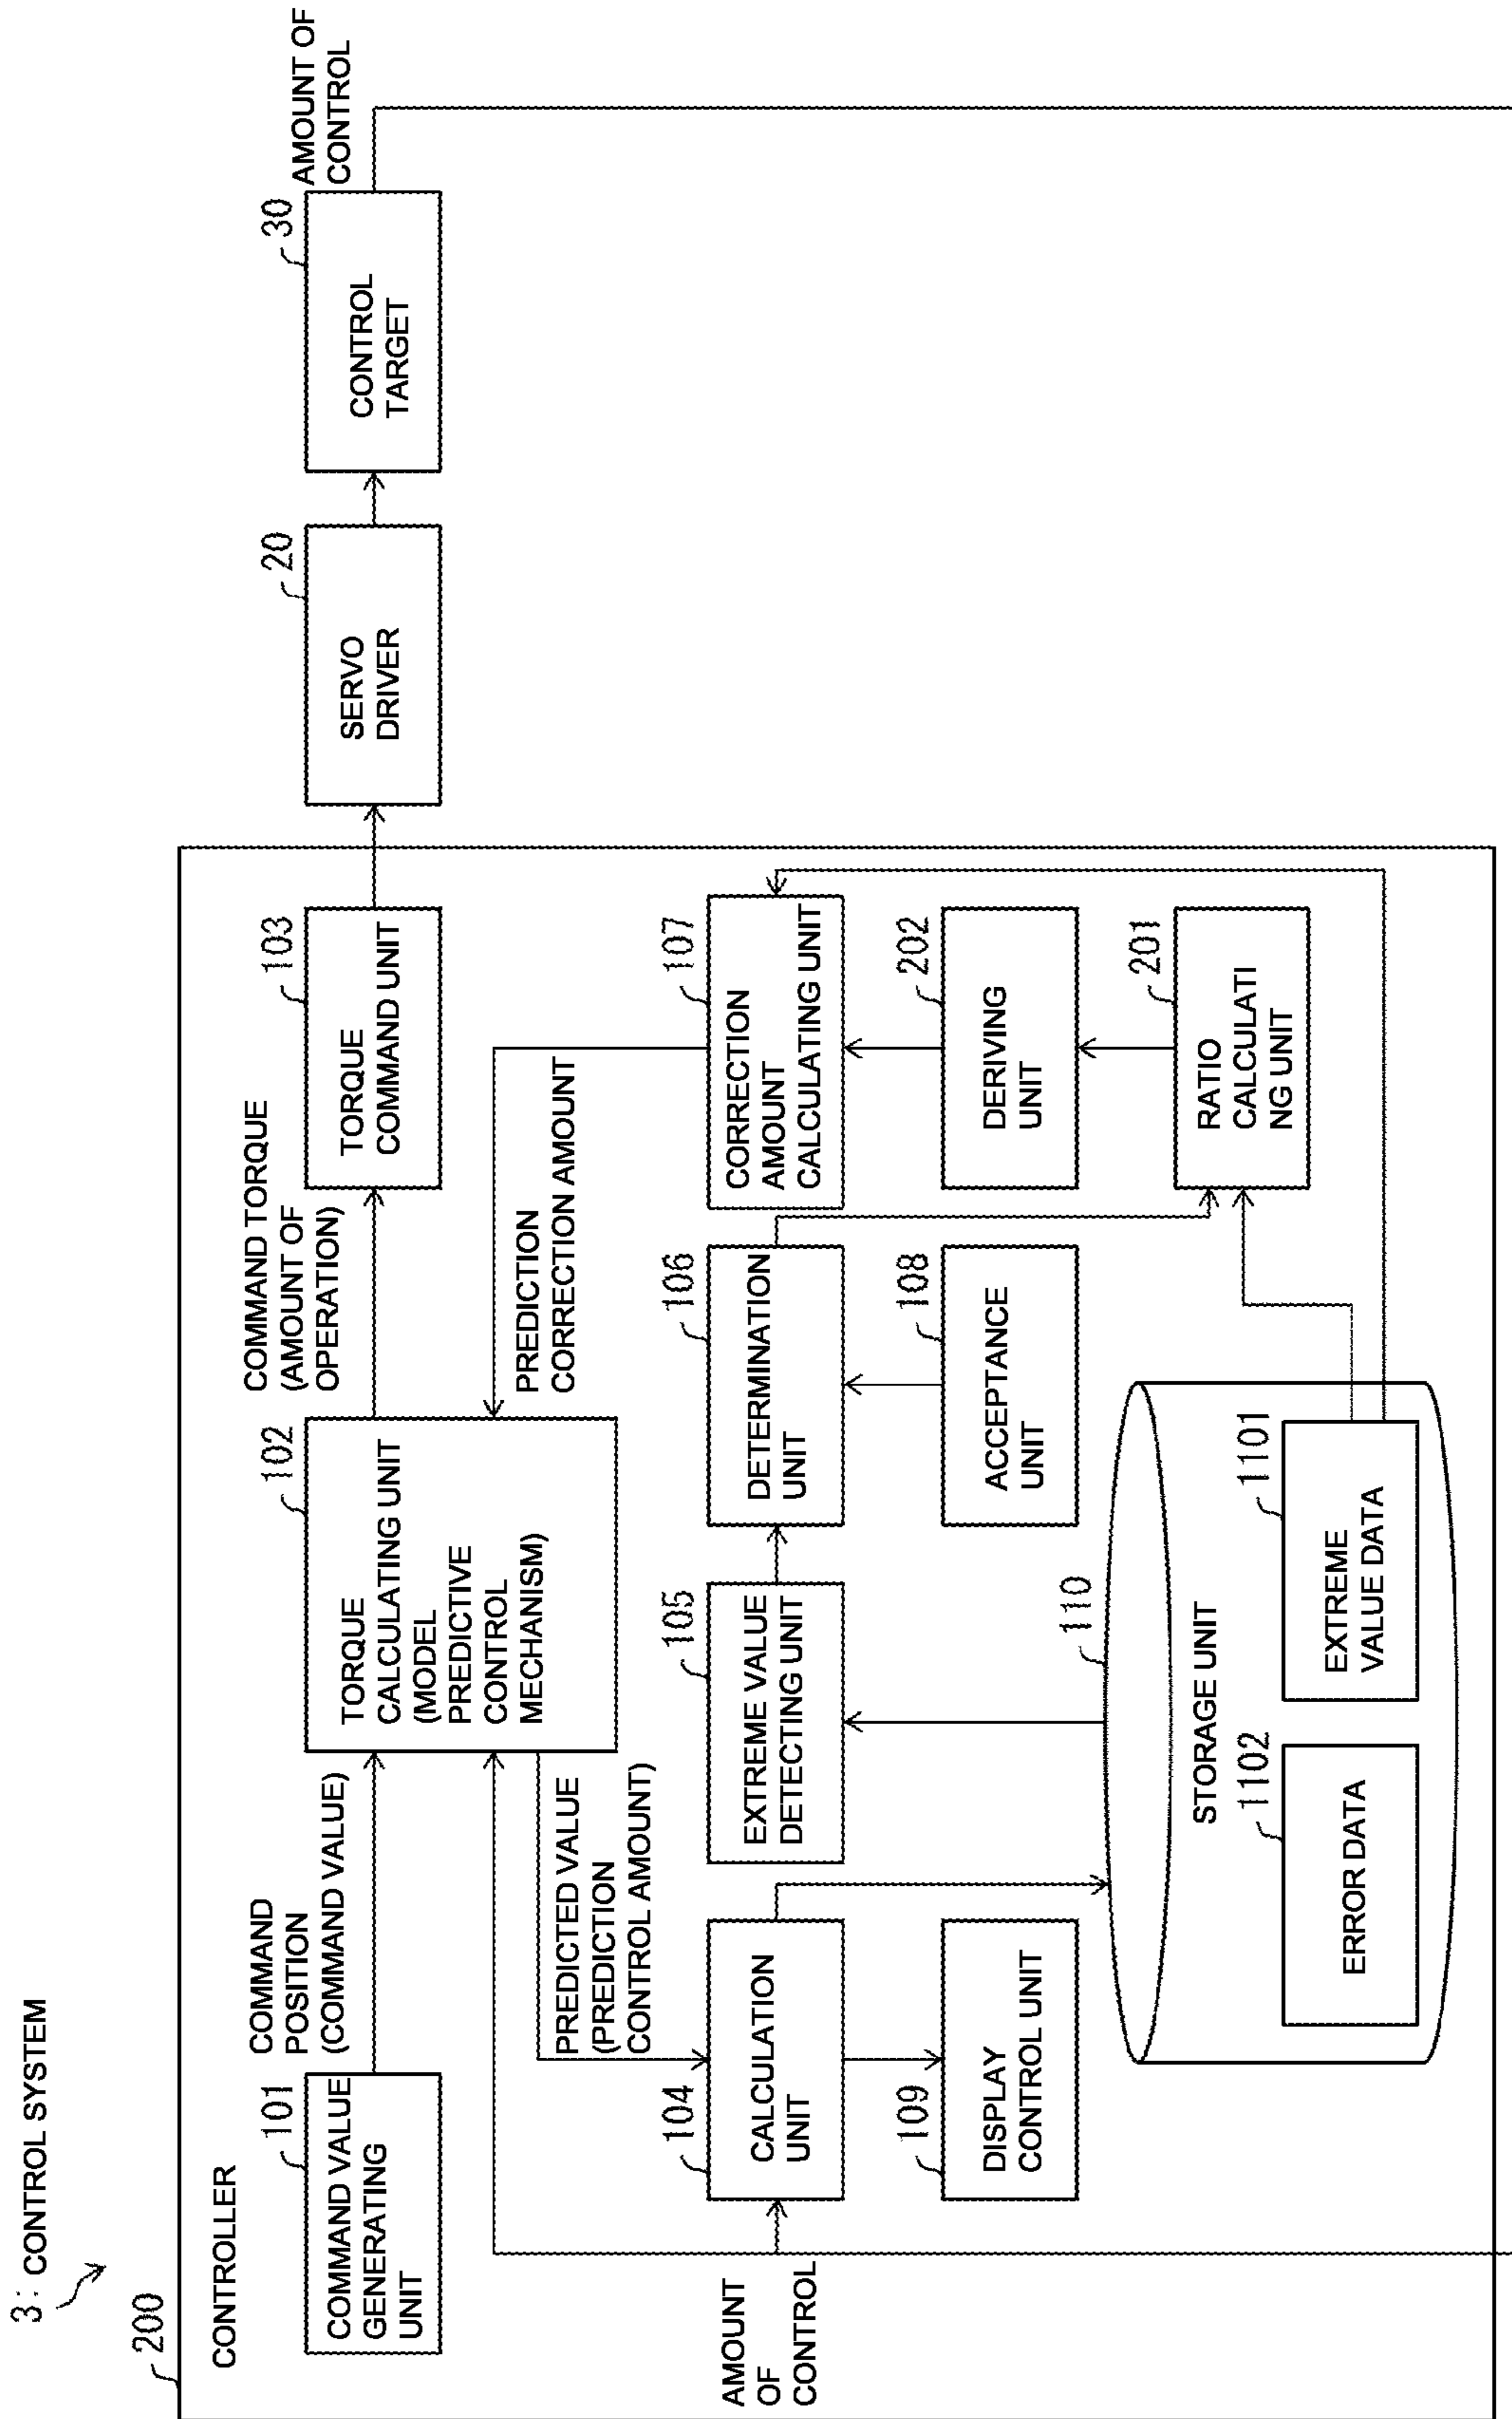 3: CONTROL SYSTEM
200
CONTROLLER
101
COMMAND VALUE
GENERATING
UNIT
COMMAND
POSITION
(COMMAND VALUE)
102
TORQUE
CALCULATING UNIT
(MODEL
PREDICTIVE
CONTROL
MECHANISM)
COMMAND TORQUE
(AMOUNT OF
OPERATION)
103
TORQUE
COMMAND UNIT
20
SERVO
DRIVER
30
CONTROL
TARGET
AMOUNT OF
CONTROL
PREDICTED VALUE
(PREDICTION
CONTROL AMOUNT)
PREDICTION
CORRECTION AMOUNT
AMOUNT
OF
CONTROL
104
CALCULATION
UNIT
105
EXTREME VALUE
DETECTING UNIT
106
DETERMINATION
UNIT
107
CORRECTION
AMOUNT
CALCULATING UNIT
109
DISPLAY
CONTROL UNIT
108
ACCEPTANCE
UNIT
202
DERIVING
UNIT
110
STORAGE UNIT
1102
ERROR DATA
1101
EXTREME
VALUE DATA
201
RATIO
CALCULATI
NG UNIT